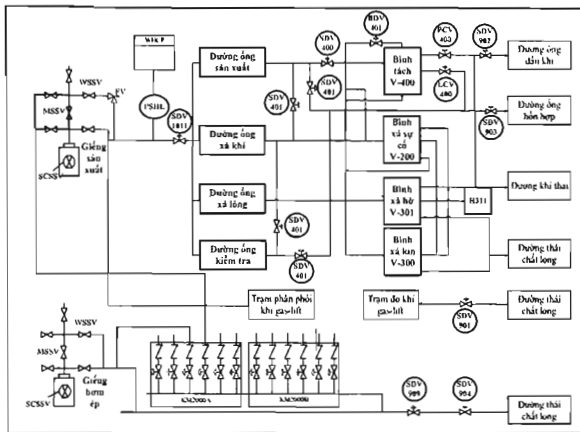 WSSV
FV
MSSV
PSHL
SCSSV
Giếng
sản
xuất
SDV
1011
Đường ống
sản xuất
Đường ống
xả khí
Đường ống
xả lỏng
Đường ống
kiểm tra
SDV
400
BDV
401
SDV
401
SDV
401
SDV
401
SDV
401
Bình
tách
V-400
Bình
xả sự
cố
V-200
Bình
xả hở
V-301
Bình
xả kín
V-300
PCV
400
LCV
400
SDV
902
SDV
903
Đường ống
dẫn khí
Đường ống
hỗn hợp
H311
Đường khí thải
Đường thải
chất lỏng
Trạm phân phối
khí gas-lift
Trạm đo khí
gas-lift
SDV
901
Đường thải
chất lỏng
WSSV
MSSV
SCSSV
Giếng
bơm
ép
KM2000A
KM2000B
SDV
SDV
904
Đường thải
chất lỏng